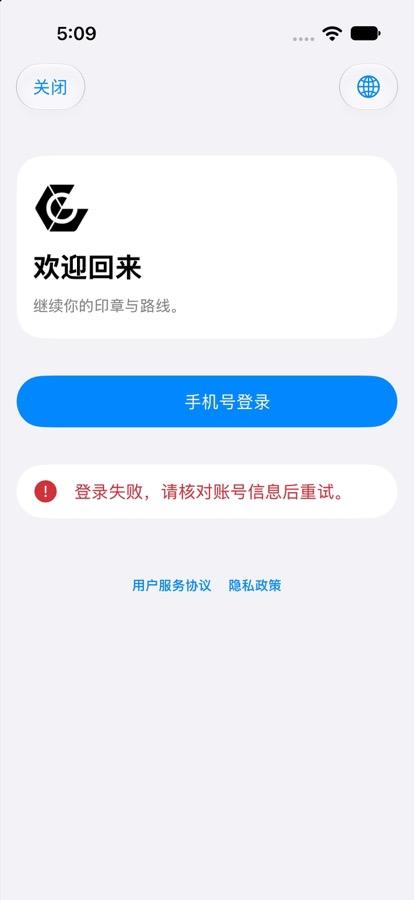 5:09
关闭
欢迎回来
继续你的印章与路线。
手机号登录
登录失败，请核对账号信息后重试。
用户服务协议 隐私政策